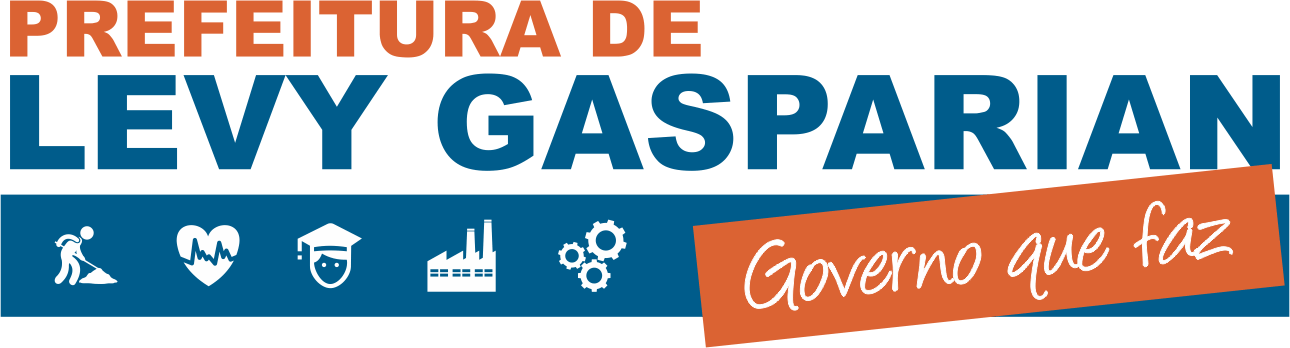 PREFEITURA DE
LEVY GASPARIAN
Governo que faz